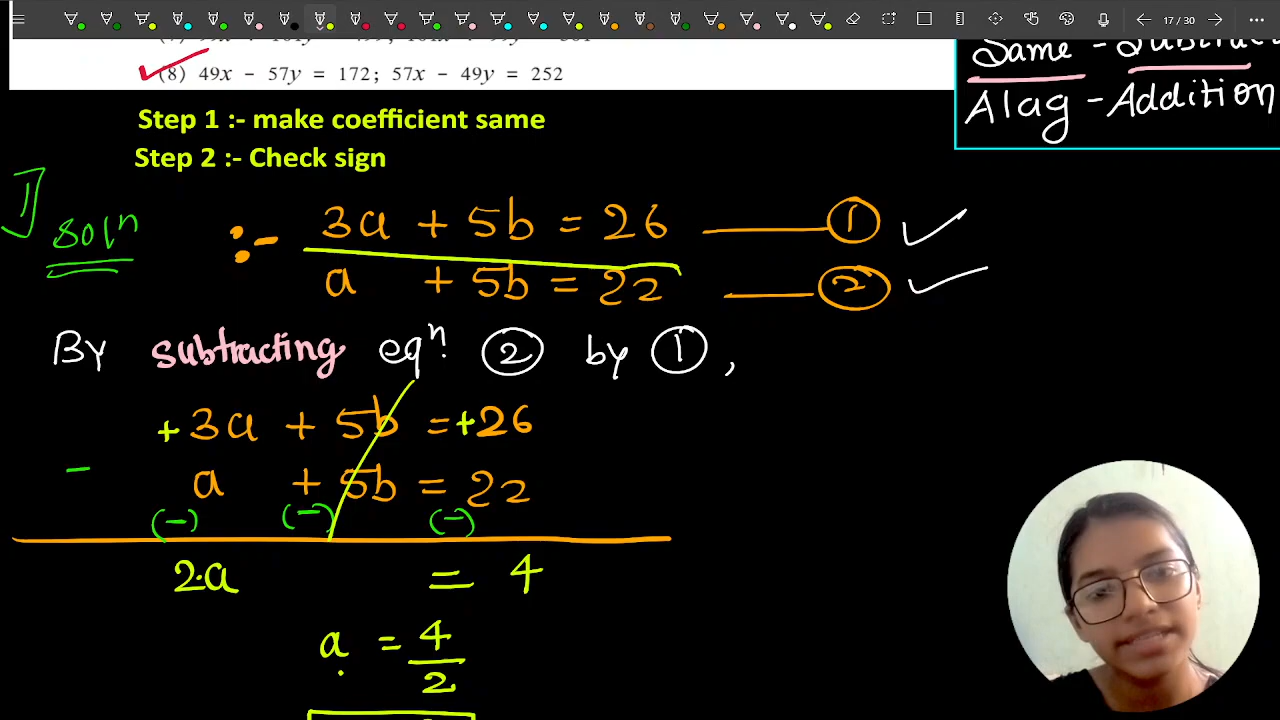 17 / 30
(8) 49x − 57y = 172; 57x − 49y = 252
Same - Subtract
Alag - Addition
Step 1 :- make coefficient same
Step 2 :- Check sign
Solⁿ :- 3a + 5b = 26 —— ①
a + 5b = 22 —— ②
By subtracting eqⁿ. ② by ①,
+3a + 5b = +26
− a + 5b = 22
(−) (−) (−)
2·a = 4
a = 4/2